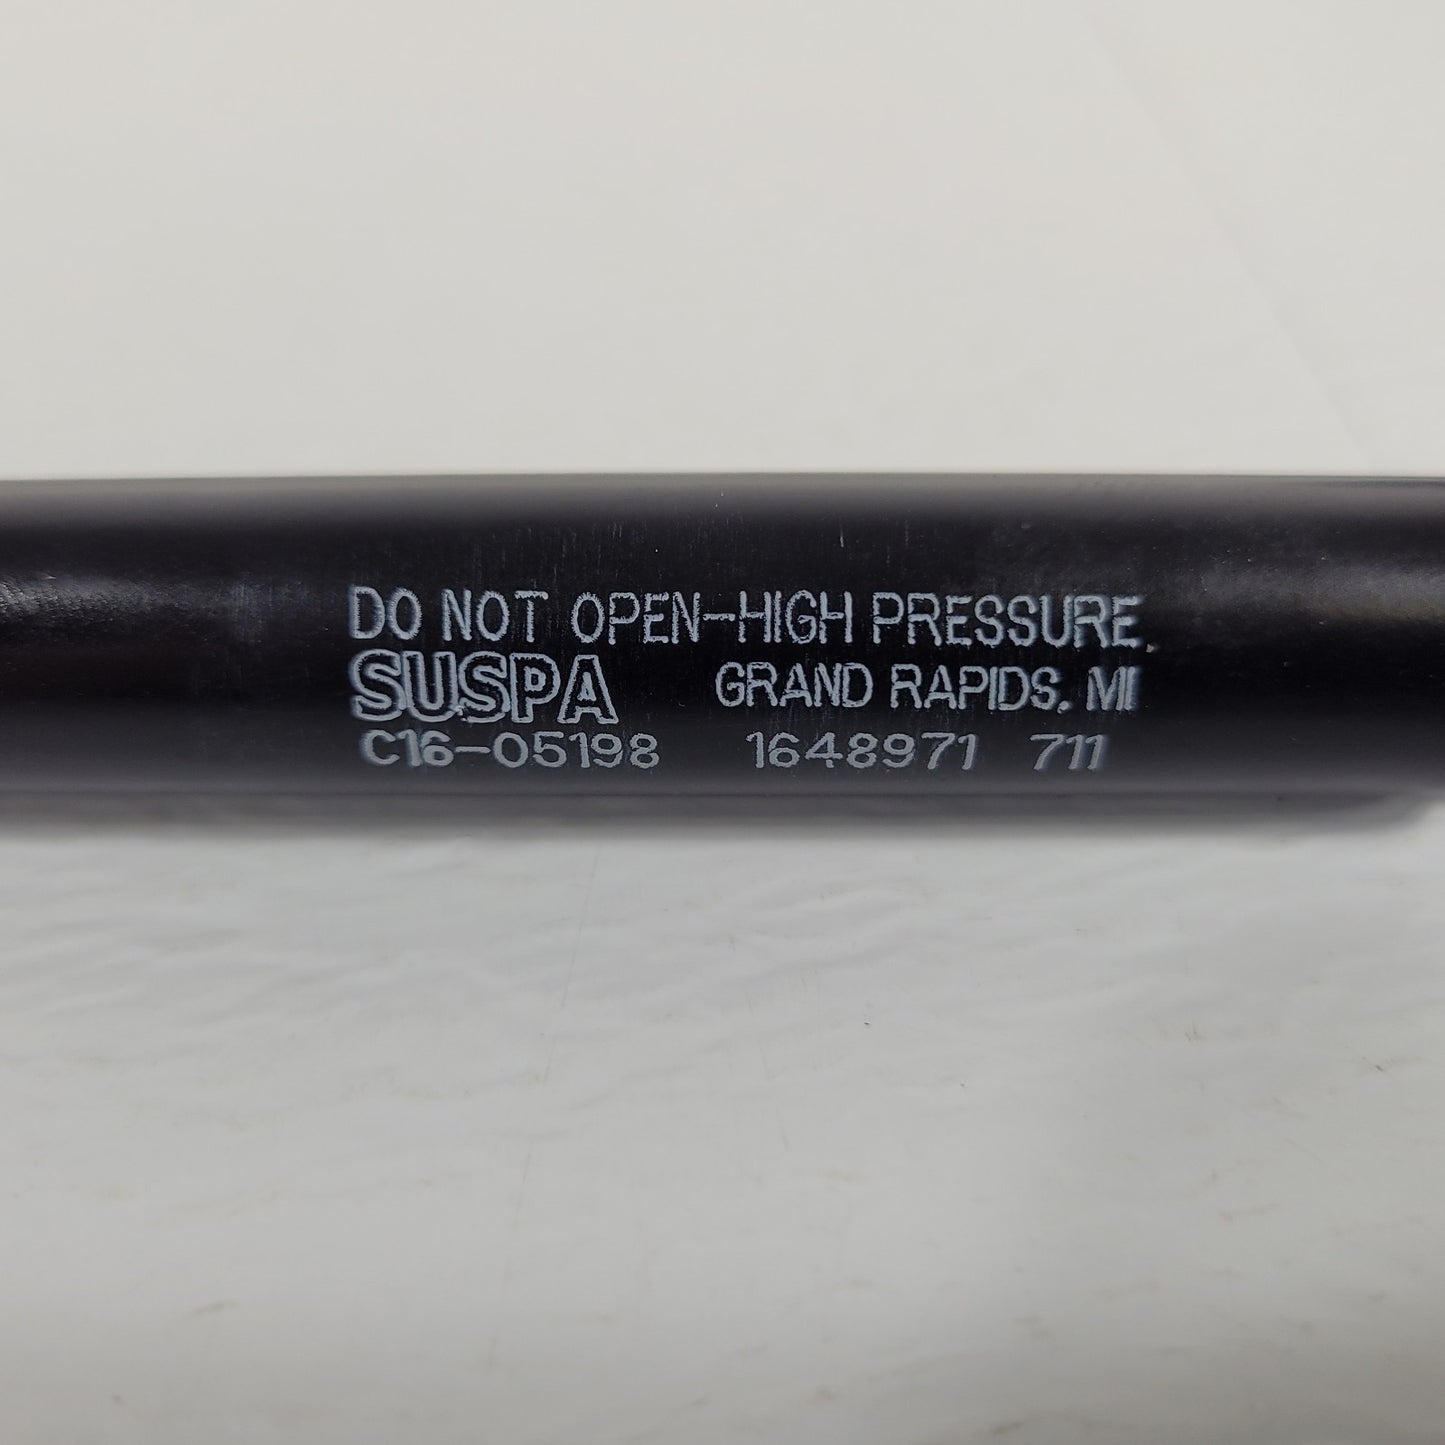 DO NOT OPEN-HIGH PRESSURE.
SUSPA GRAND RAPIDS, MI
C16-05198 1648971 711